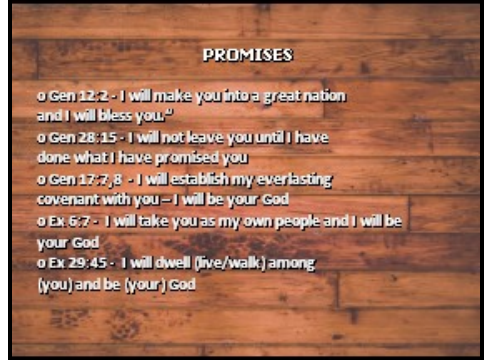 PROMISES
o Gen 12:2 - I will make you into a great nation
and I will bless you."
o Gen 28:15 - I will not leave you until I have
done what I have promised you
o Gen 17:7,8 - I will establish my everlasting
covenant with you – I will be your God
o Ex 6:7 - I will take you as my own people and I will be
your God
o Ex 29:45 - I will dwell (live/walk) among
(you) and be (your) God